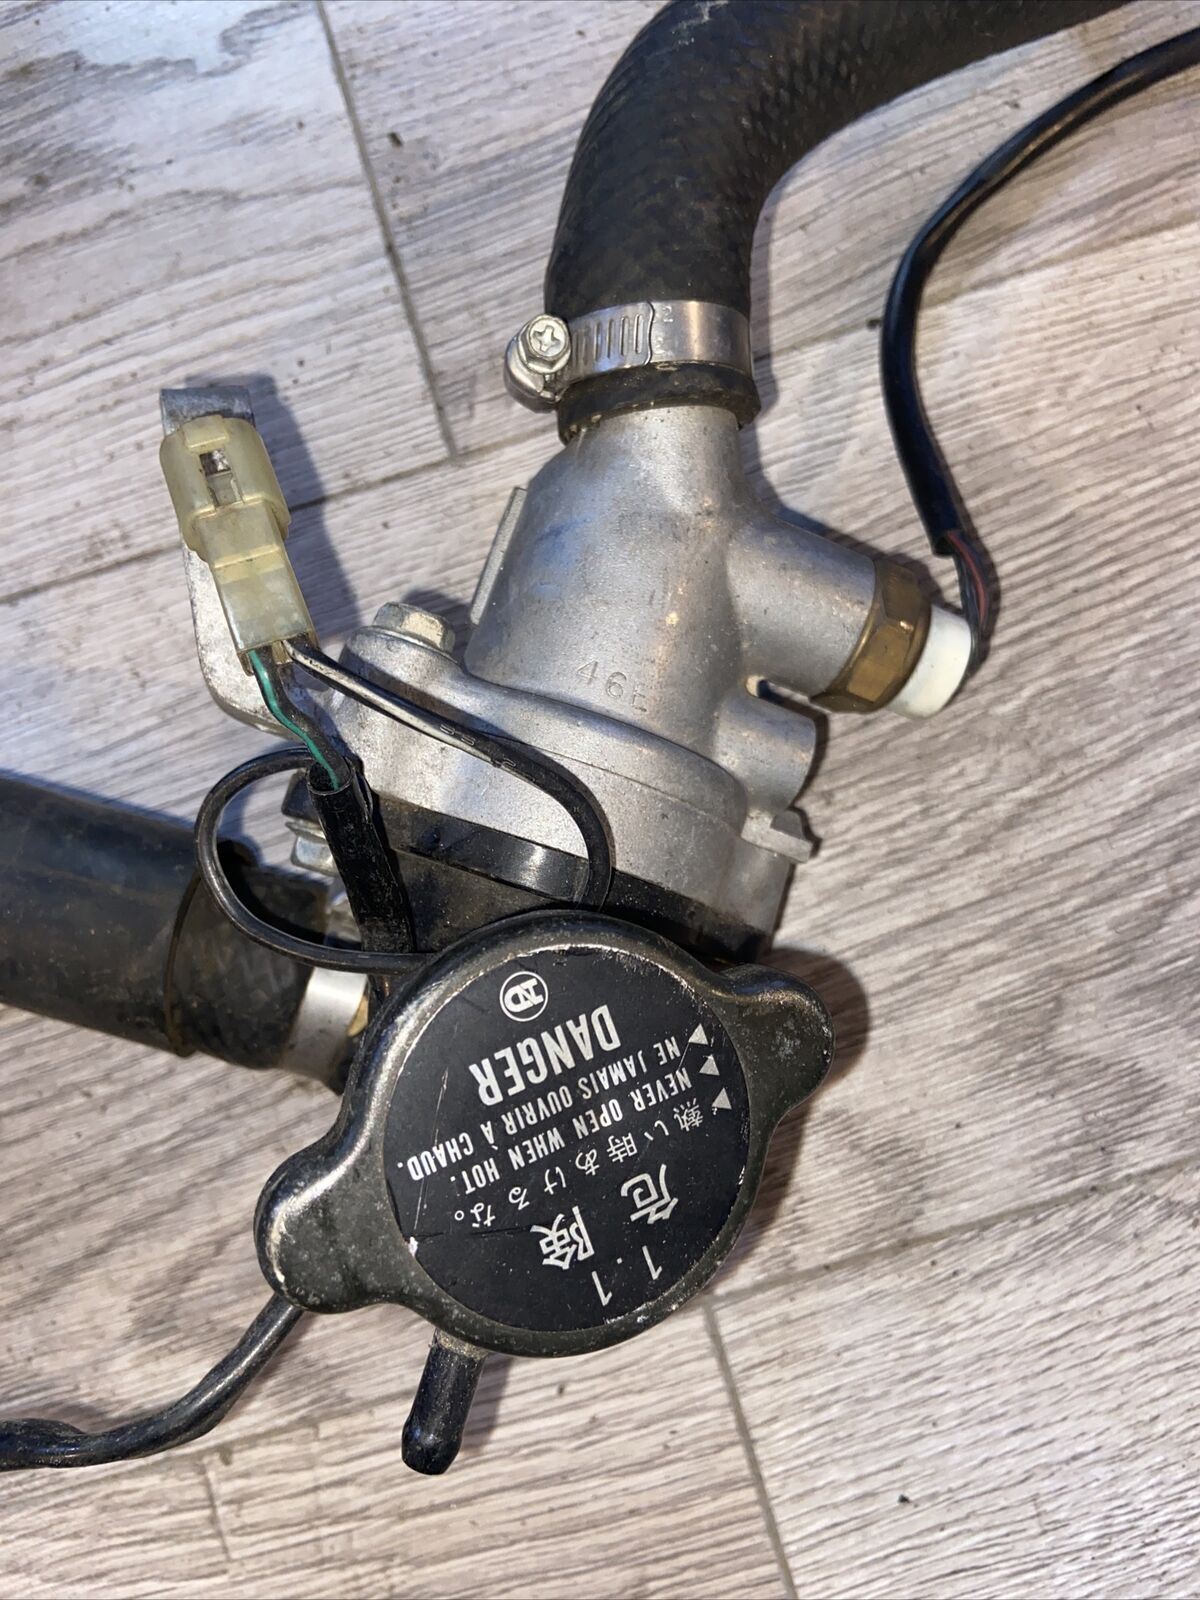 46E
1.1
危険
熱い時あけるな。
NEVER OPEN WHEN HOT.
NE JAMAIS OUVRIR À CHAUD.
DANGER
ND